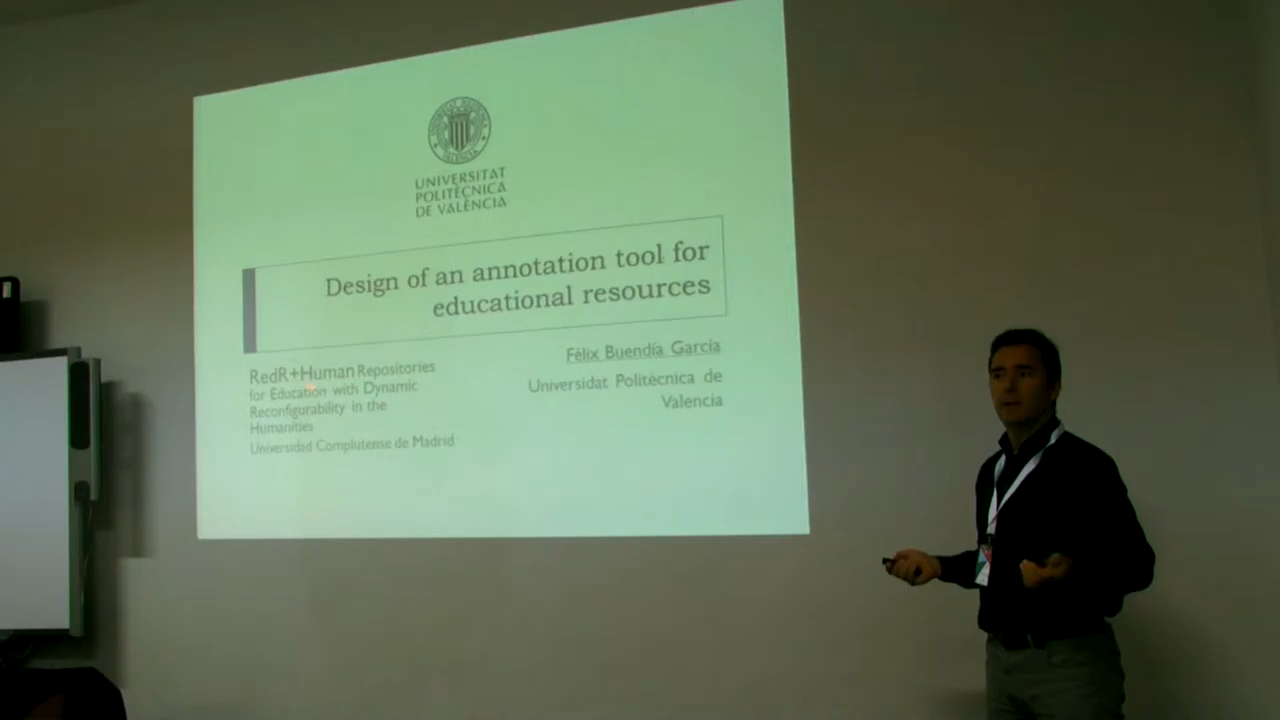 UNIVERSITAT
POLITÈCNICA
DE VALÈNCIA
Design of an annotation tool for
educational resources
RedR+Human Repositories
for Education with Dynamic
Reconfigurability in the
Humanities
Universidad Complutense de Madrid
Félix Buendía García
Universidat Politècnica de
Valencia